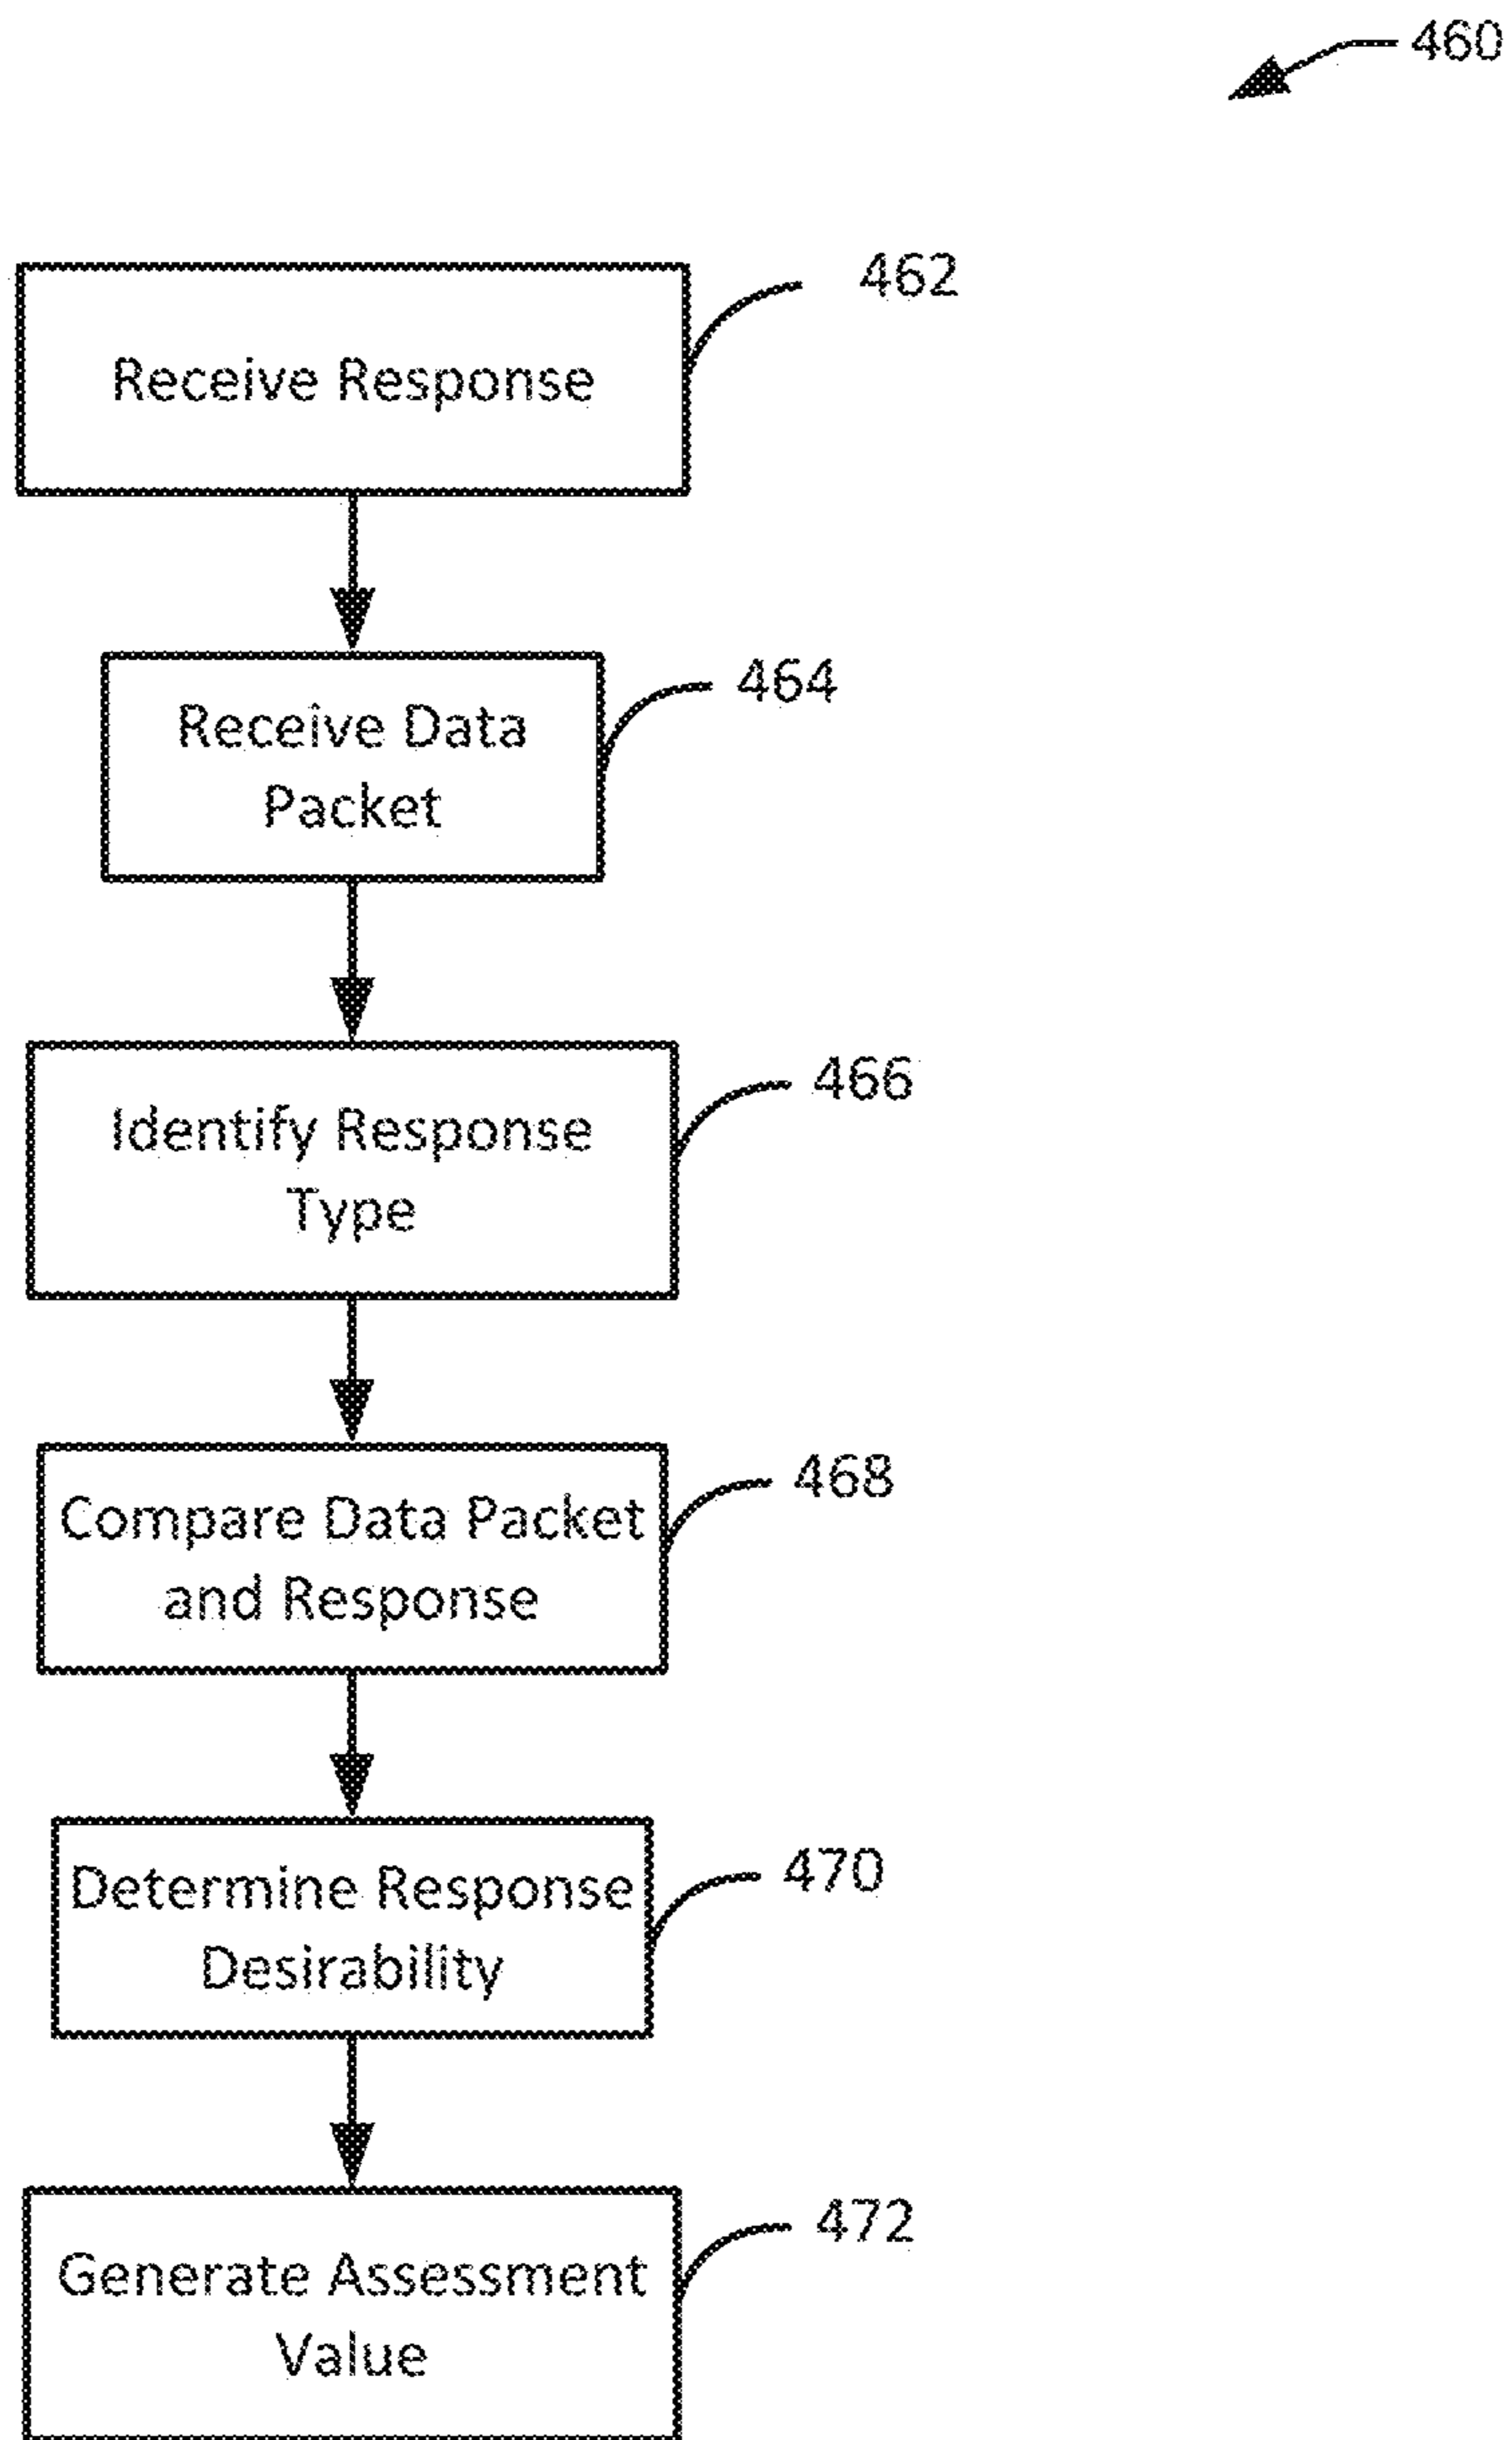 460
462
Receive Response
464
Receive Data
Packet
466
Identify Response
Type
468
Compare Data Packet
and Response
470
Determine Response
Desirability
472
Generate Assessment
Value